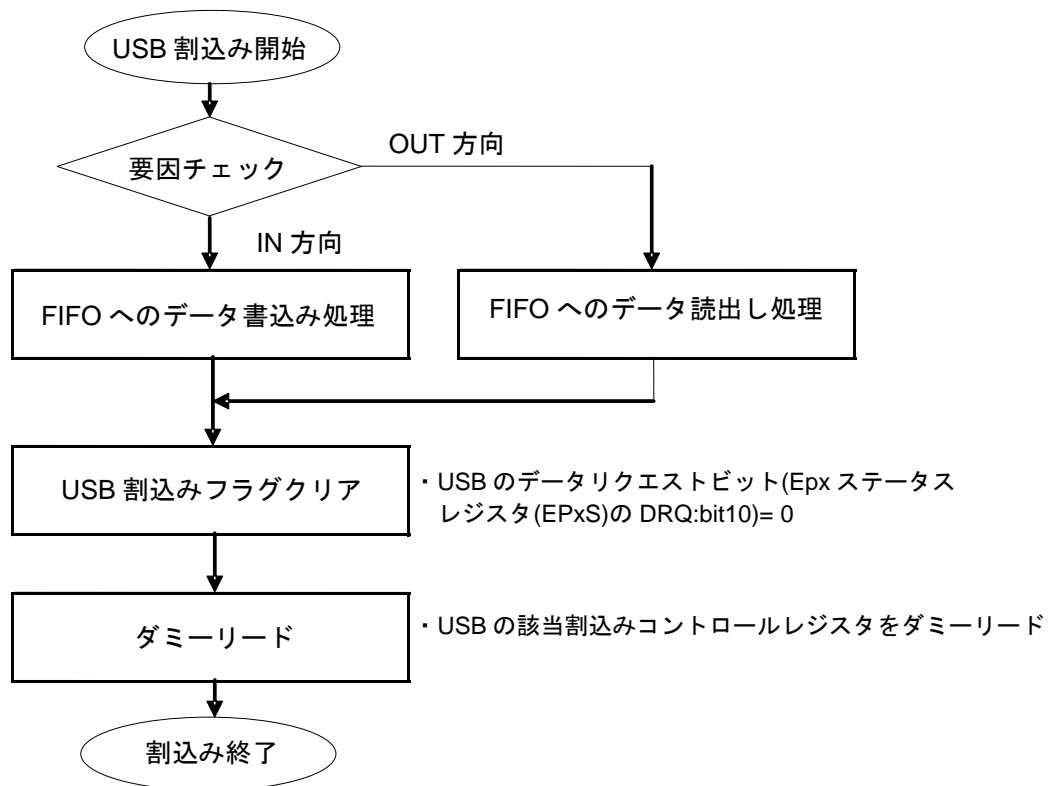 USB 割込み開始
要因チェック
OUT 方向
IN 方向
FIFO へのデータ書込み処理
FIFO へのデータ読出し処理
USB 割込みフラグクリア
・USB のデータリクエストビット(Epx ステータス
レジスタ(EPxS)の DRQ:bit10)= 0
ダミーリード
・USB の該当割込みコントロールレジスタをダミーリード
割込み終了